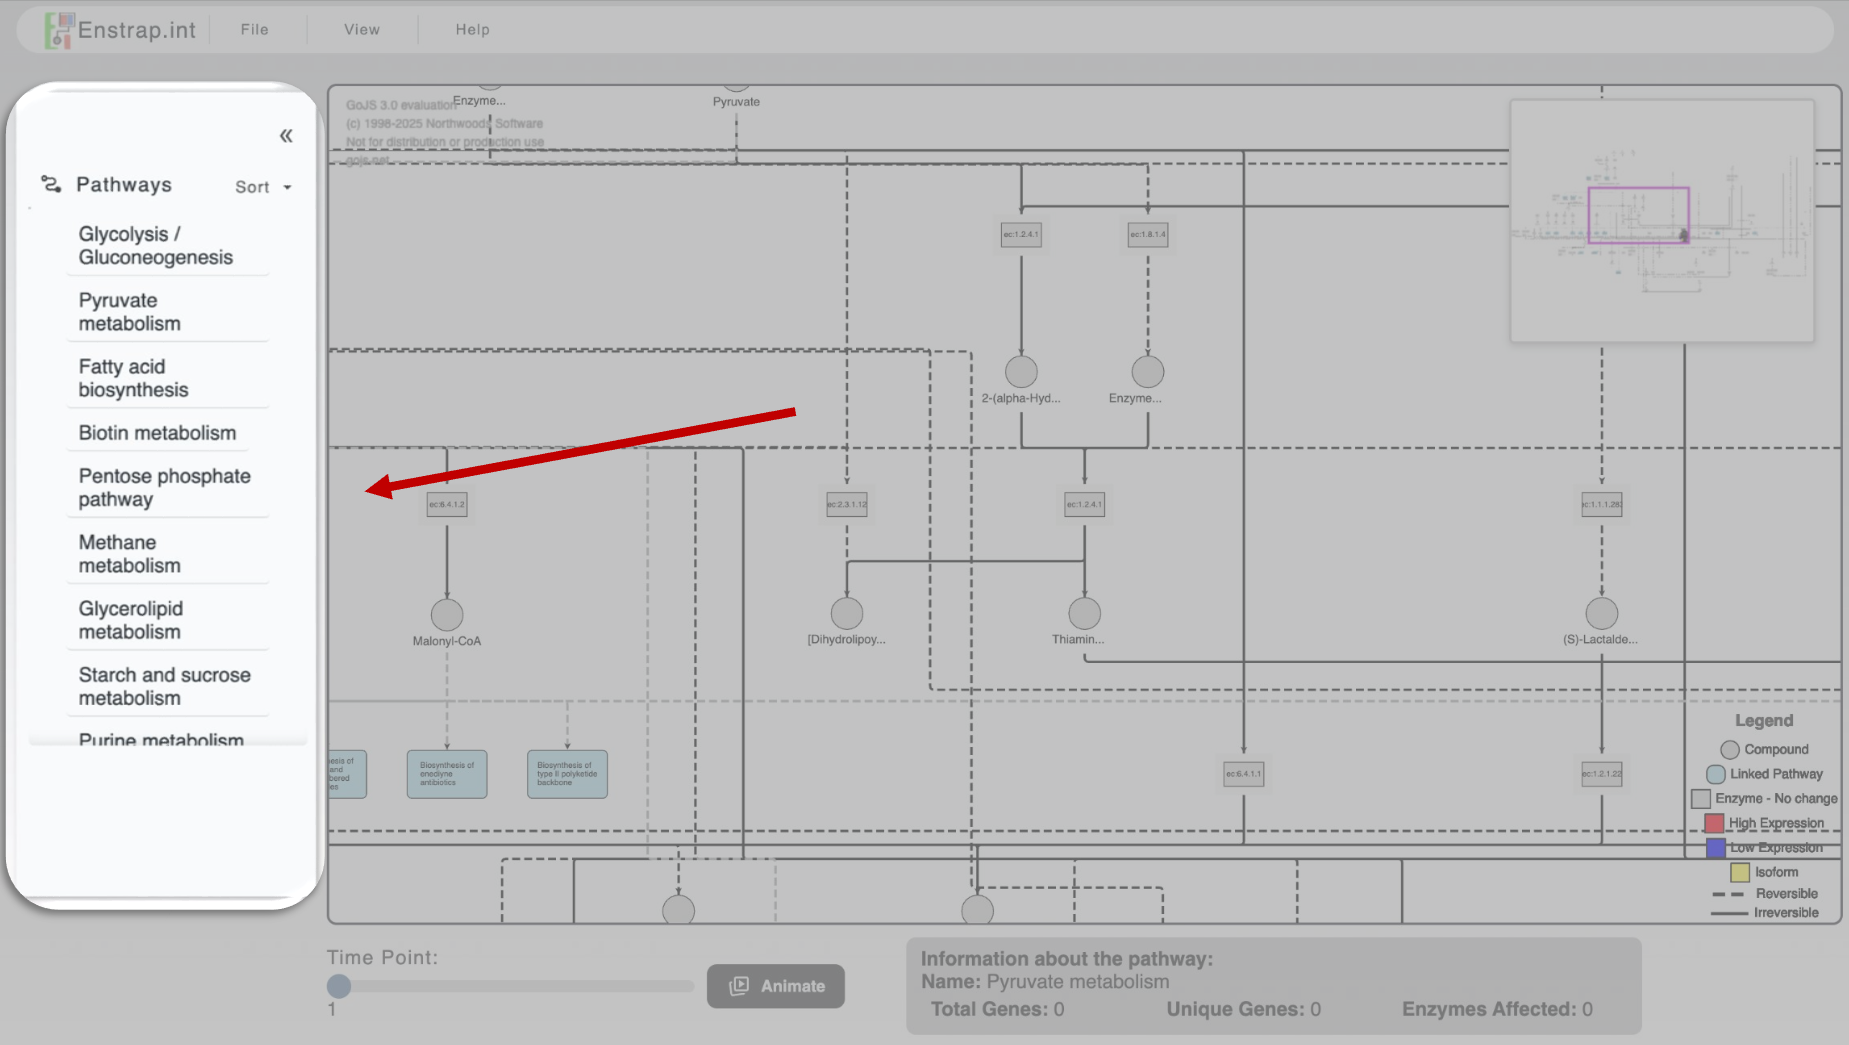 Enstrap.int
File
View
Help
«
Pathways
Sort
Glycolysis /
Gluconeogenesis
Pyruvate
metabolism
Fatty acid
biosynthesis
Biotin metabolism
Pentose phosphate
pathway
Methane
metabolism
Glycerolipid
metabolism
Starch and sucrose
metabolism
Purine metabolism
GoJS 3.0 evaluation
(c) 1998-2025 Northwoods Software
Not for distribution or production use
gojs.net
Enzyme...
Pyruvate
ec:1.2.4.1
ec:1.8.1.4
2-(alpha-Hyd...
Enzyme...
ec:6.4.1.2
ec:2.3.1.12
ec:1.2.4.1
Malonyl-CoA
[Dihydrolipoy...
Thiamin...
(S)-Lactalde...
Biosynthesis of
enediyne
antibiotics
Biosynthesis of
type II polyketide
backbone
ec:6.4.1.1
ec:1.2.1.22
Legend
Compound
Linked Pathway
Enzyme - No change
High Expression
Low Expression
Isoform
Reversible
Irreversible
Time Point:
1
Animate
Information about the pathway:
Name: Pyruvate metabolism
Total Genes: 0
Unique Genes: 0
Enzymes Affected: 0